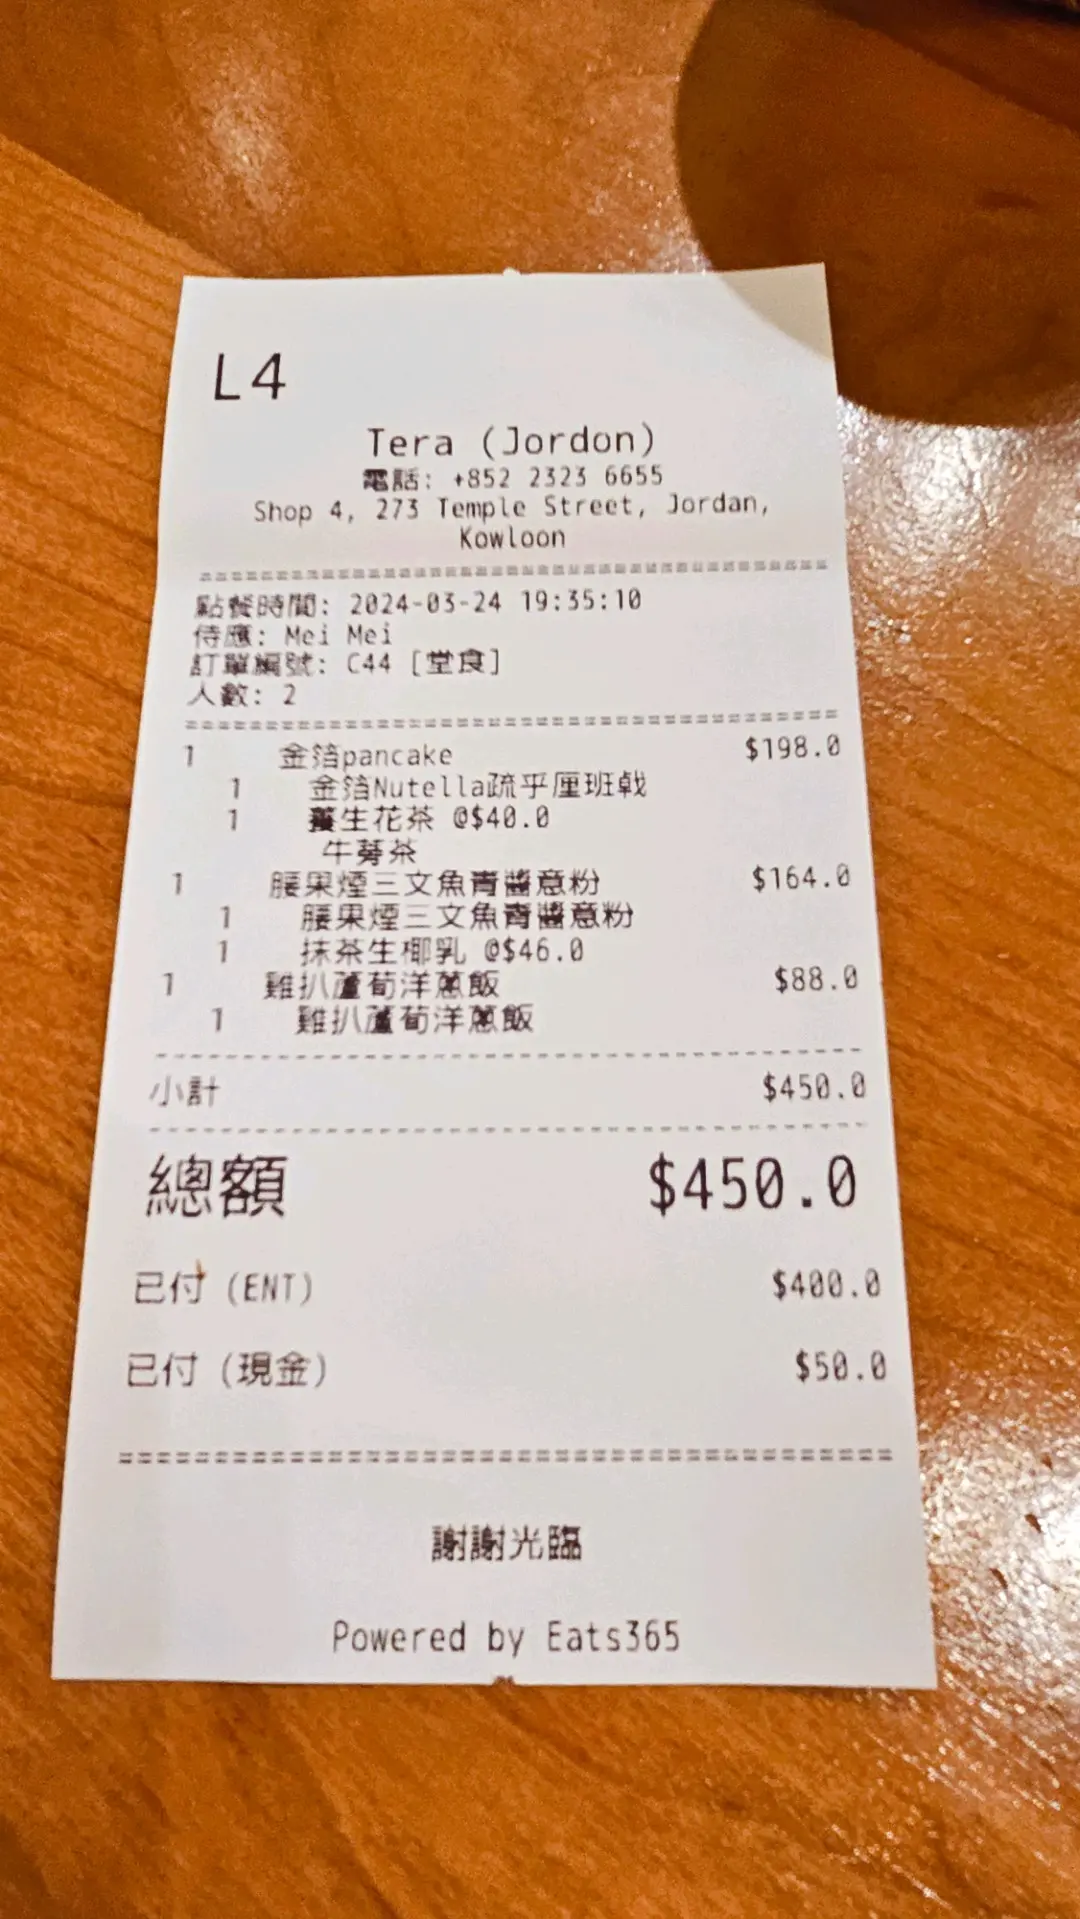 L4
Tera (Jordon)
電話: +852 2323 6655
Shop 4, 273 Temple Street, Jordan,
Kowloon
點餐時間: 2024-03-24 19:35:10
侍應: Mei Mei
訂單編號: C44 [堂食]
人數: 2
1 金箔pancake $198.0
1 金箔Nutella疏乎厘班戟
1 養生花茶 @$40.0
牛蒡茶
1 腰果煙三文魚青醬意粉 $164.0
1 腰果煙三文魚青醬意粉
1 抹茶生椰乳 @$46.0
1 雞扒蘆荀洋蔥飯 $88.0
1 雞扒蘆荀洋蔥飯
小計 $450.0
總額 $450.0
已付 (ENT) $400.0
已付 (現金) $50.0
謝謝光臨
Powered by Eats365